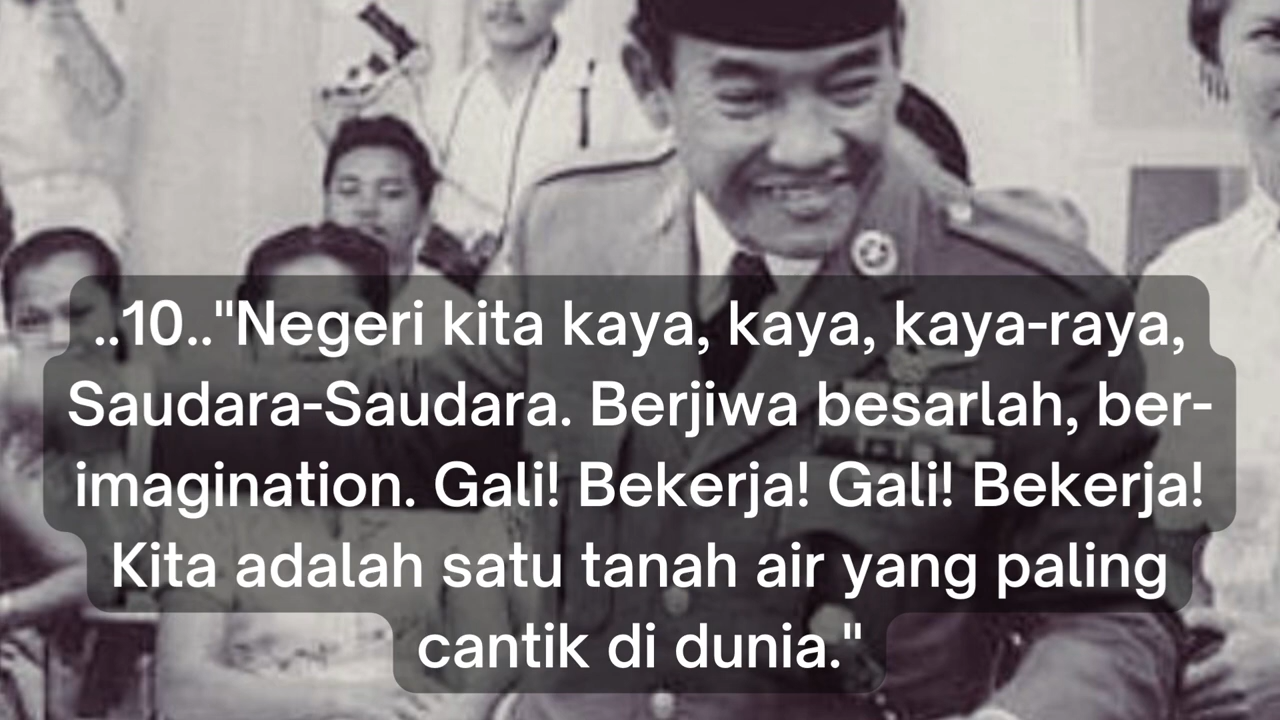 ..10.."Negeri kita kaya, kaya, kaya-raya,
Saudara-Saudara. Berjiwa besarlah, ber-
imagination. Gali! Bekerja! Gali! Bekerja!
Kita adalah satu tanah air yang paling
cantik di dunia."